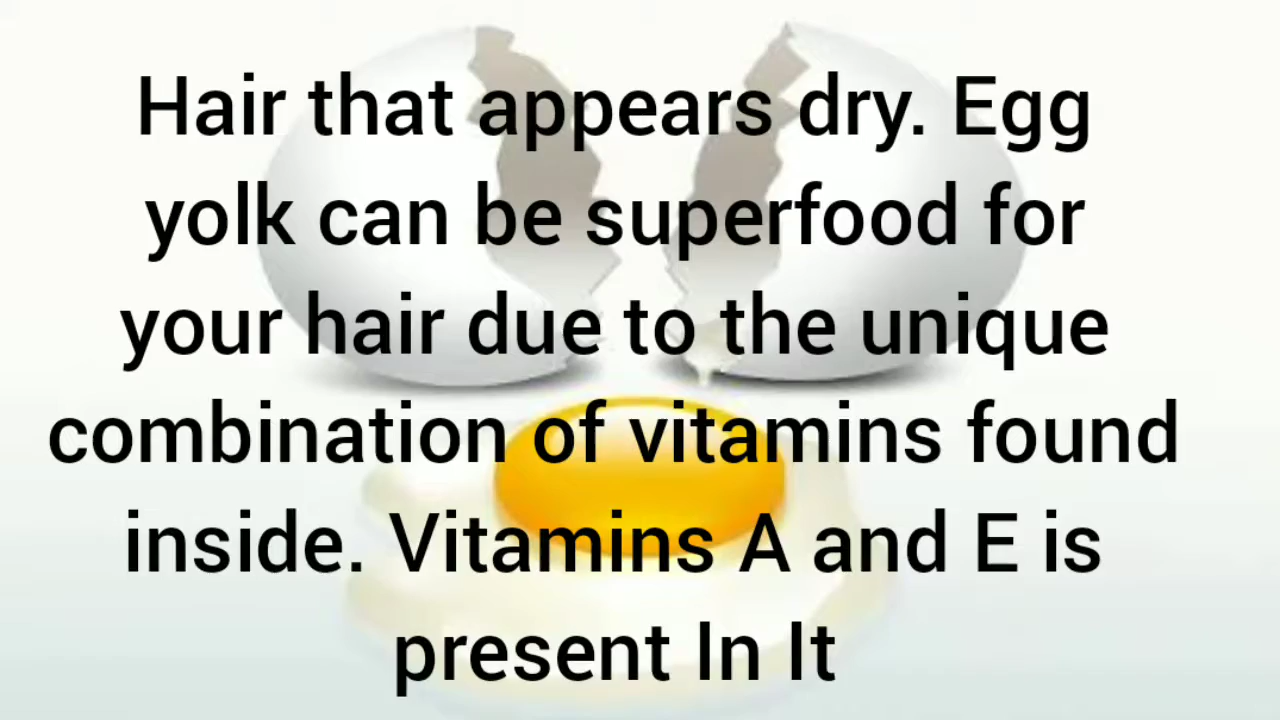 Hair that appears dry. Egg
yolk can be superfood for
your hair due to the unique
combination of vitamins found
inside. Vitamins A and E is
present In It